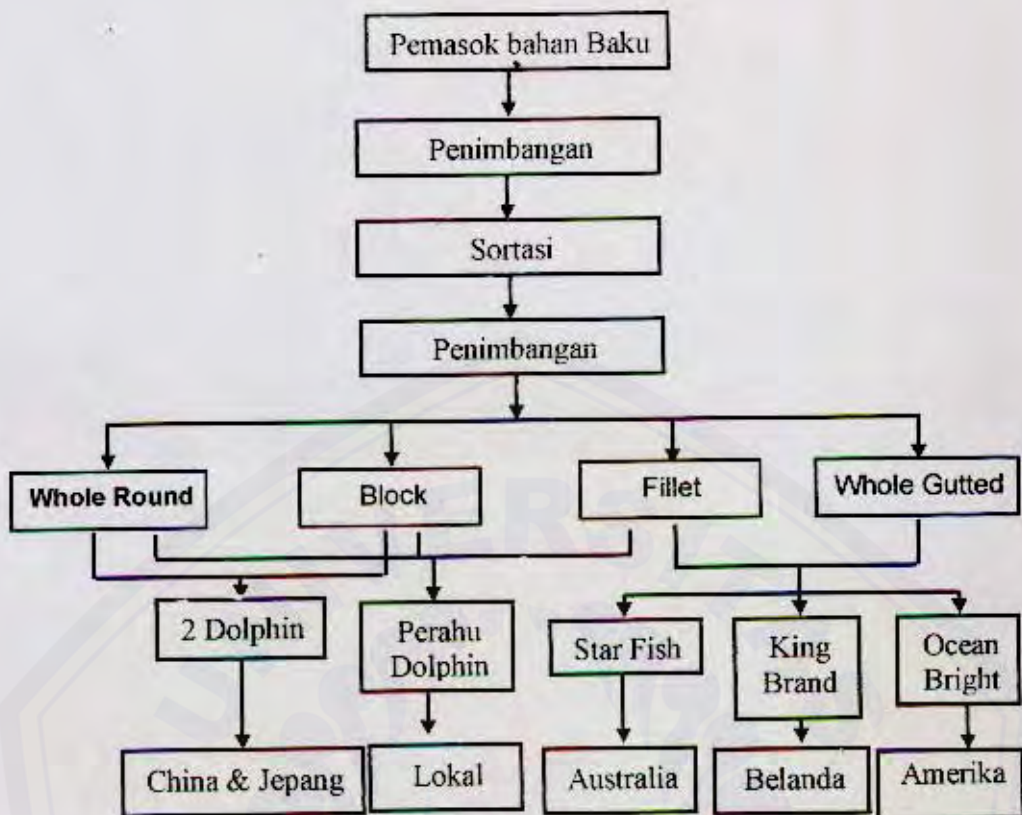 Pemasok bahan Baku
Penimbangan
Sortasi
Penimbangan
Whole Round
Block
Fillet
Whole Gutted
2 Dolphin
Perahu
Dolphin
Star Fish
King
Brand
Ocean
Bright
China & Jepang
Lokal
Australia
Belanda
Amerika